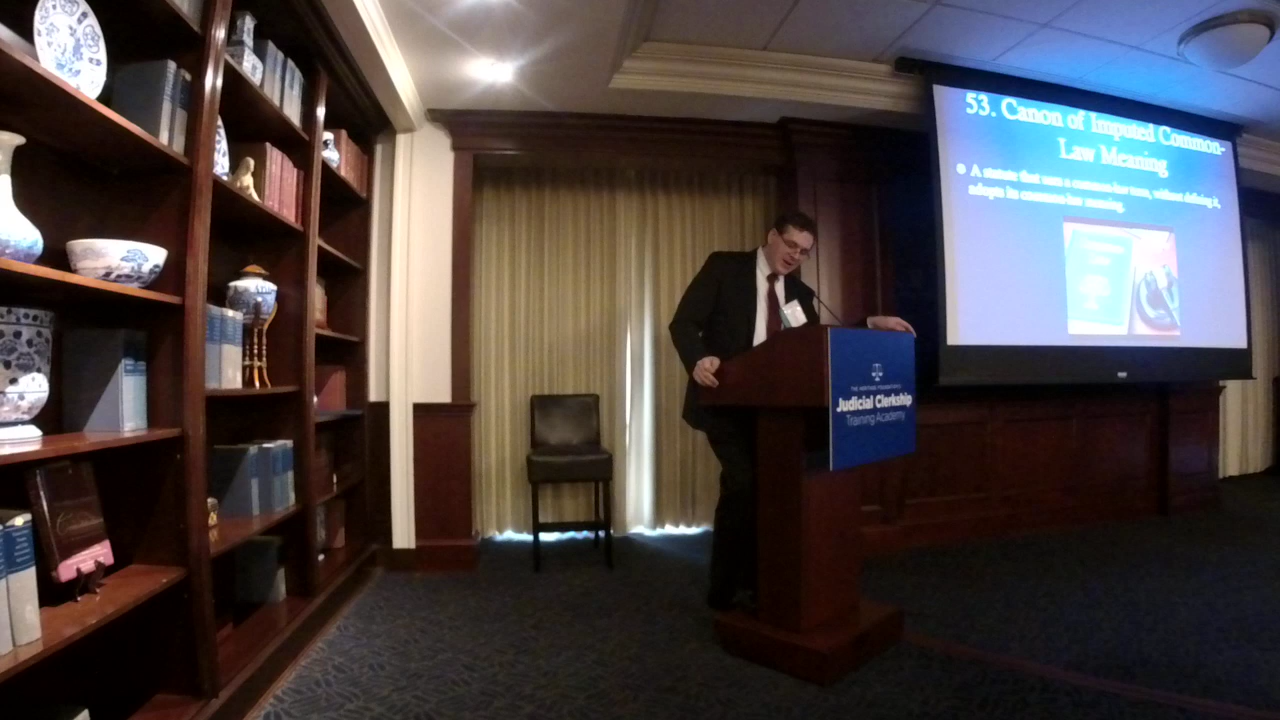 53. Canon of Imputed Common-
Law Meaning
A statute that uses a common-law term, without defining it,
adopts its common-law meaning.
THE HERITAGE FOUNDATION'S
Judicial Clerkship
Training Academy